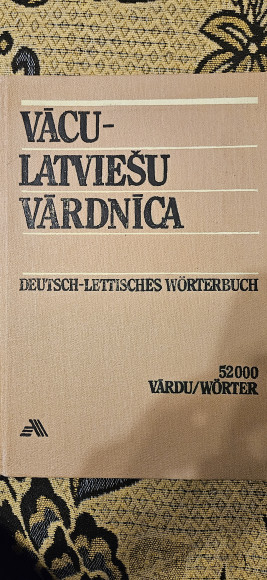 VĀCU-
LATVIEŠU
VĀRDNĪCA
DEUTSCH-LETTISCHES WÖRTERBUCH
52000
VĀRDU/WÖRTER